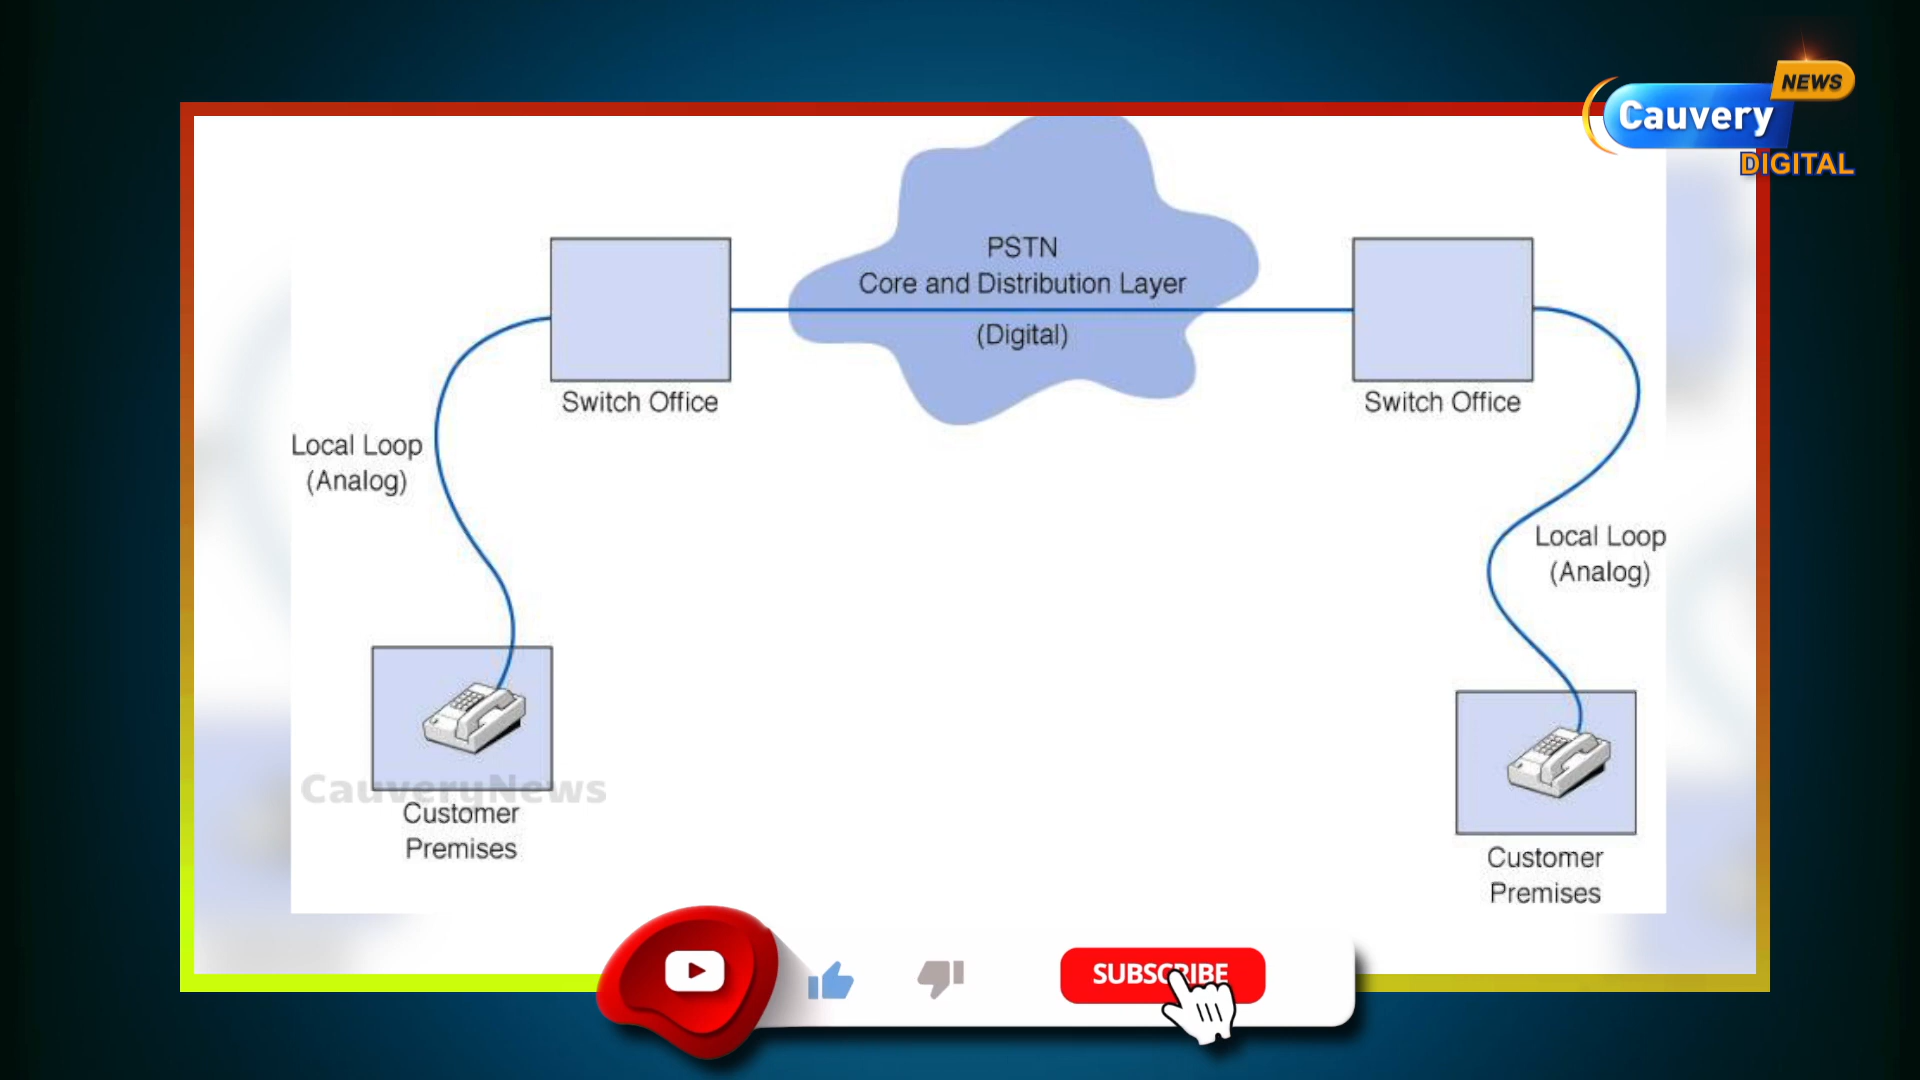 NEWS
Cauvery
DIGITAL
PSTN
Core and Distribution Layer
(Digital)
Switch Office
Switch Office
Local Loop
(Analog)
Local Loop
(Analog)
CauveryNews
Customer
Premises
Customer
Premises
SUBSCRIBE